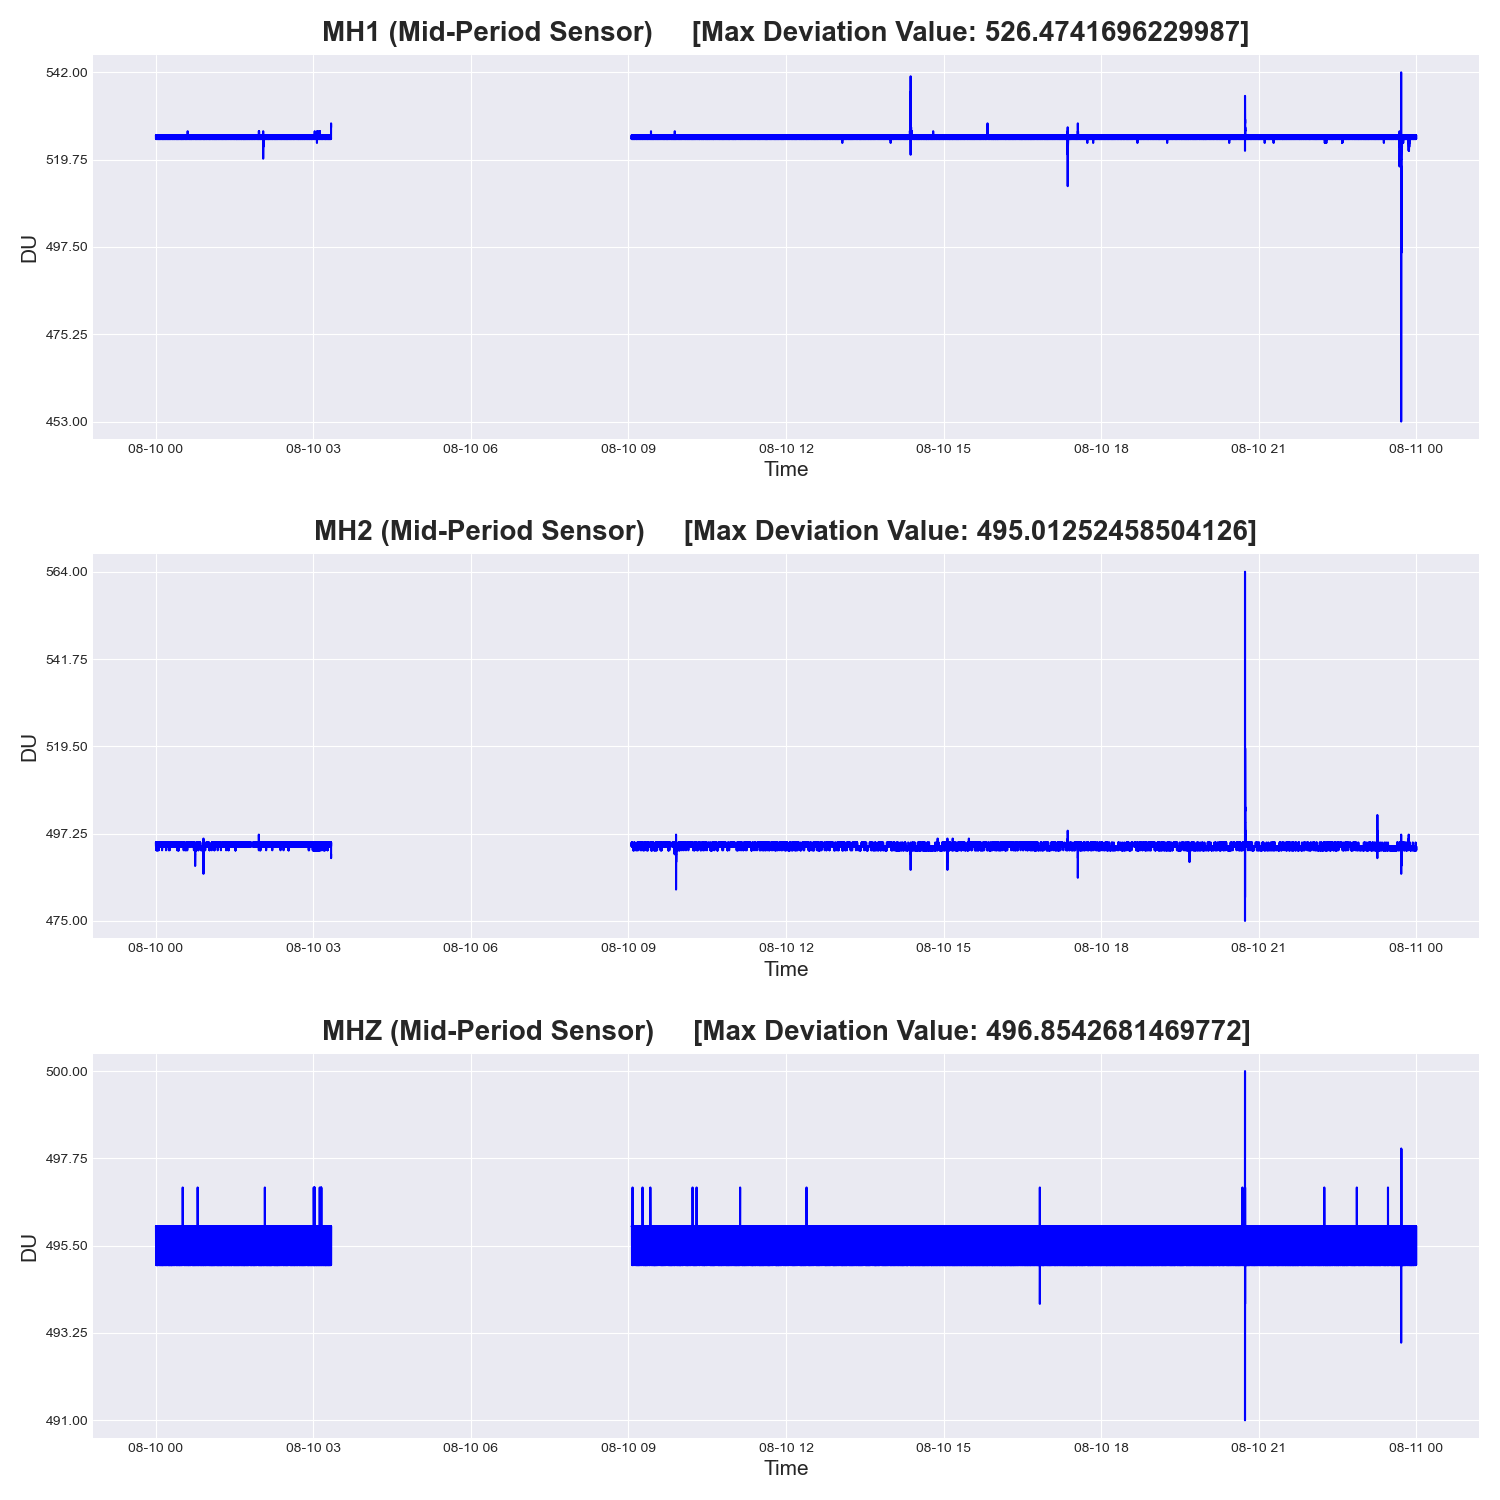 MH1 (Mid-Period Sensor) [Max Deviation Value: 526.4741696229987]
542.00
519.75
497.50
475.25
453.00
DU
08-10 00 08-10 03 08-10 06 08-10 09 08-10 12 08-10 15 08-10 18 08-10 21 08-11 00
Time
MH2 (Mid-Period Sensor) [Max Deviation Value: 495.01252458504126]
564.00
541.75
519.50
497.25
475.00
DU
08-10 00 08-10 03 08-10 06 08-10 09 08-10 12 08-10 15 08-10 18 08-10 21 08-11 00
Time
MHZ (Mid-Period Sensor) [Max Deviation Value: 496.8542681469772]
500.00
497.75
495.50
493.25
491.00
DU
08-10 00 08-10 03 08-10 06 08-10 09 08-10 12 08-10 15 08-10 18 08-10 21 08-11 00
Time